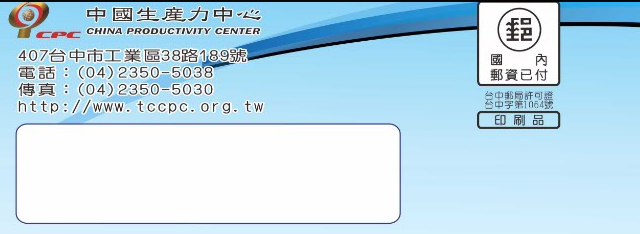 CPC
中國生產力中心
CHINA PRODUCTIVITY CENTER
407台中市工業區38路189號
電話：(04)2350-5038
傳真：(04)2350-5030
http://www.tccpc.org.tw
郵
國內
郵資已付
台中郵局許可證
台中字第1064號
印刷品